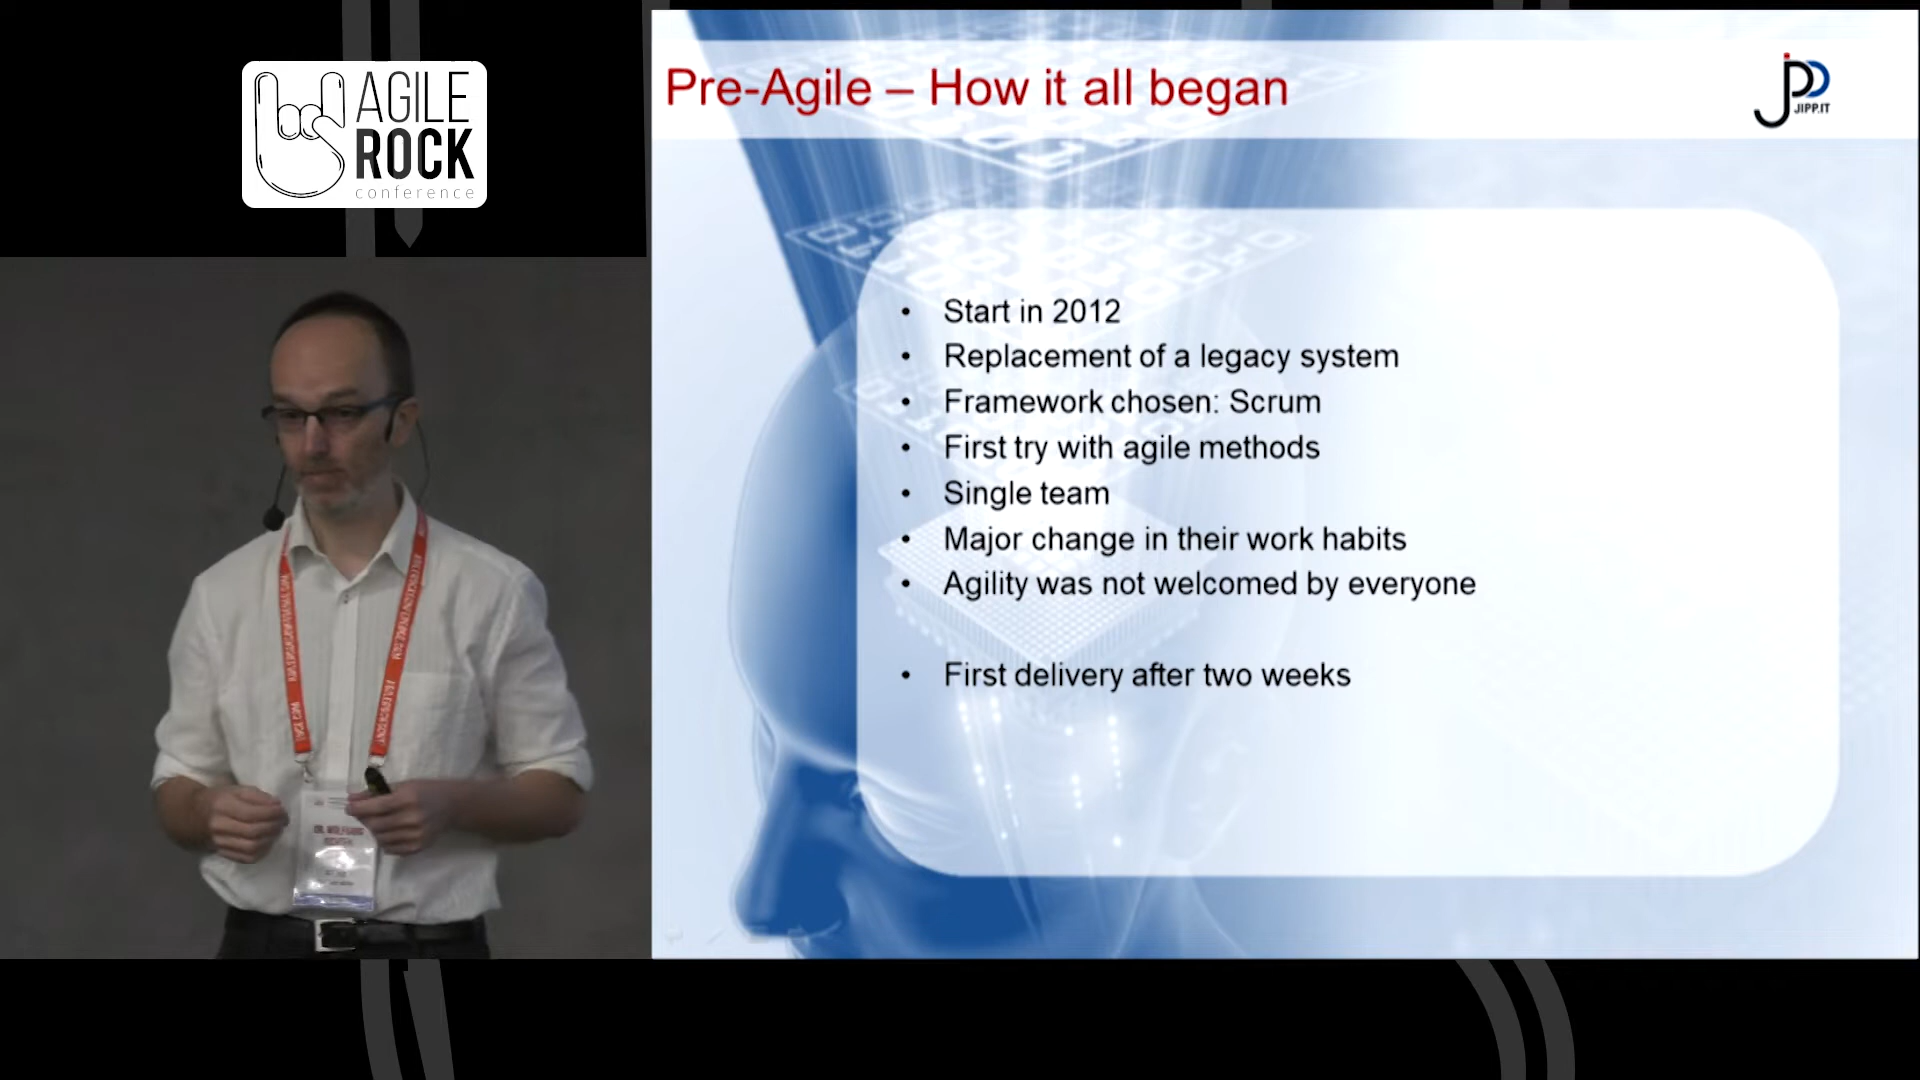 AGILE
ROCK
conference
Pre-Agile – How it all began
JIPP.IT
• Start in 2012
• Replacement of a legacy system
• Framework chosen: Scrum
• First try with agile methods
• Single team
• Major change in their work habits
• Agility was not welcomed by everyone
• First delivery after two weeks
DR. WOLFGANG